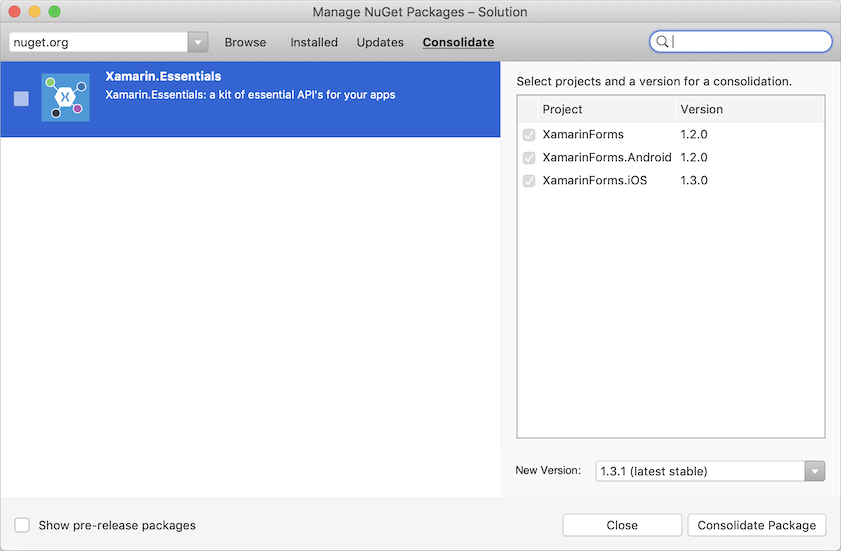 Manage NuGet Packages – Solution
nuget.org
Browse
Installed
Updates
Consolidate
Xamarin.Essentials
Xamarin.Essentials: a kit of essential API's for your apps
Select projects and a version for a consolidation.
Project Version
XamarinForms 1.2.0
XamarinForms.Android 1.2.0
XamarinForms.iOS 1.3.0
New Version: 1.3.1 (latest stable)
Show pre-release packages
Close
Consolidate Package